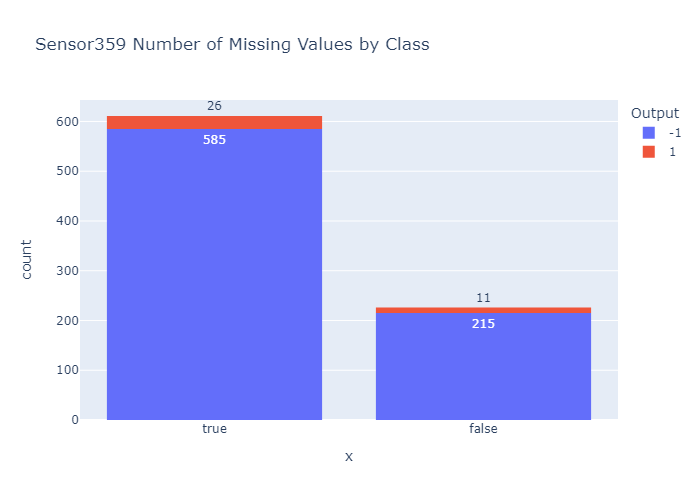 Sensor359 Number of Missing Values by Class
26
600
Output
-1
585
1
500
400
count
300
11
200
215
100
0
true
false
x